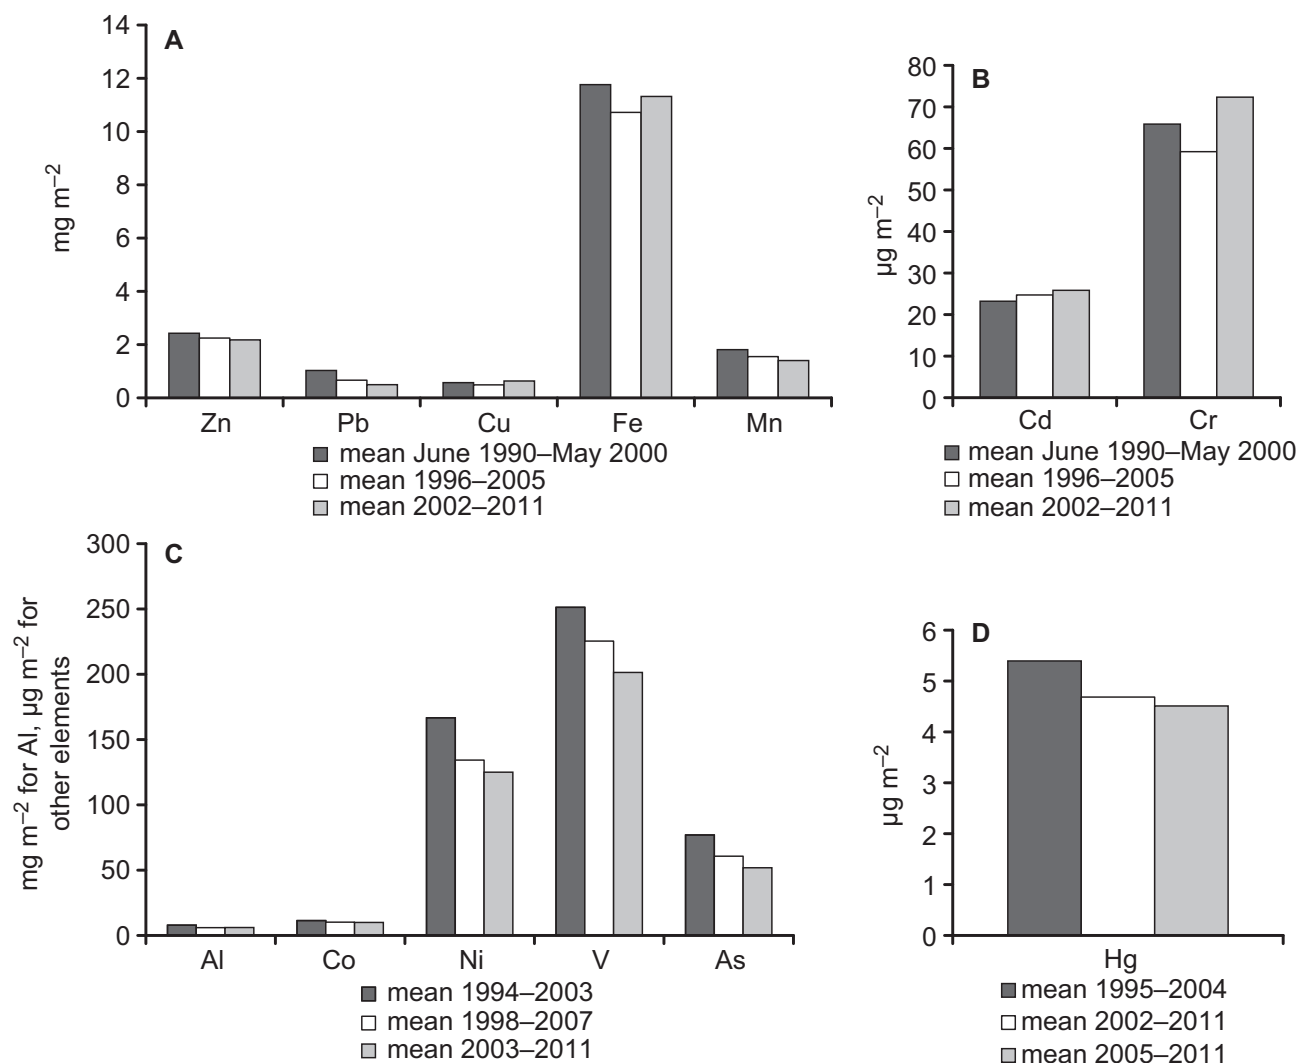 A
14
12
10
8
6
4
2
0
mg m⁻²
Zn Pb Cu Fe Mn
mean June 1990–May 2000
mean 1996–2005
mean 2002–2011
B
80
70
60
50
40
30
20
10
0
µg m⁻²
Cd Cr
mean June 1990–May 2000
mean 1996–2005
mean 2002–2011
C
300
250
200
150
100
50
0
mg m⁻² for Al, µg m⁻² for
other elements
Al Co Ni V As
mean 1994–2003
mean 1998–2007
mean 2003–2011
D
6
5
4
3
2
1
0
µg m⁻²
Hg
mean 1995–2004
mean 2002–2011
mean 2005–2011